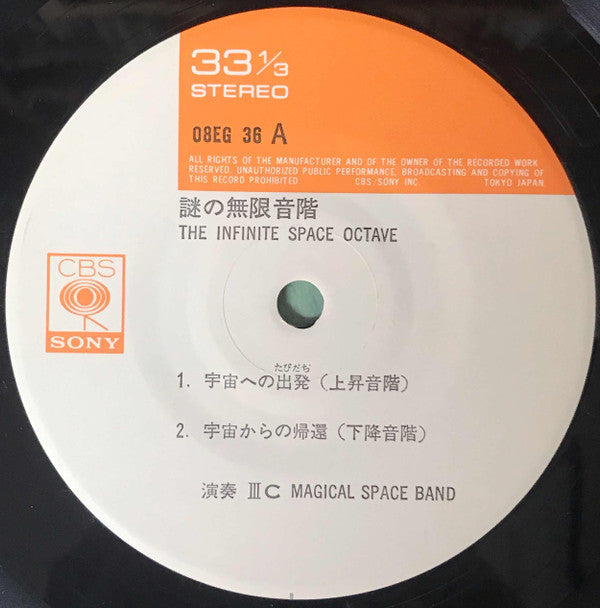 33 1/3
STEREO
08EG 36 A
ALL RIGHTS OF THE MANUFACTURER AND OF THE OWNER OF THE RECORDED WORK
RESERVED. UNAUTHORIZED PUBLIC PERFORMANCE, BROADCASTING AND COPYING OF
THIS RECORD PROHIBITED CBS/SONY INC. TOKYO JAPAN
謎の無限音階
THE INFINITE SPACE OCTAVE
CBS
SONY
たびだち
1. 宇宙への出発（上昇音階）
2. 宇宙からの帰還（下降音階）
演奏 ⅢC MAGICAL SPACE BAND